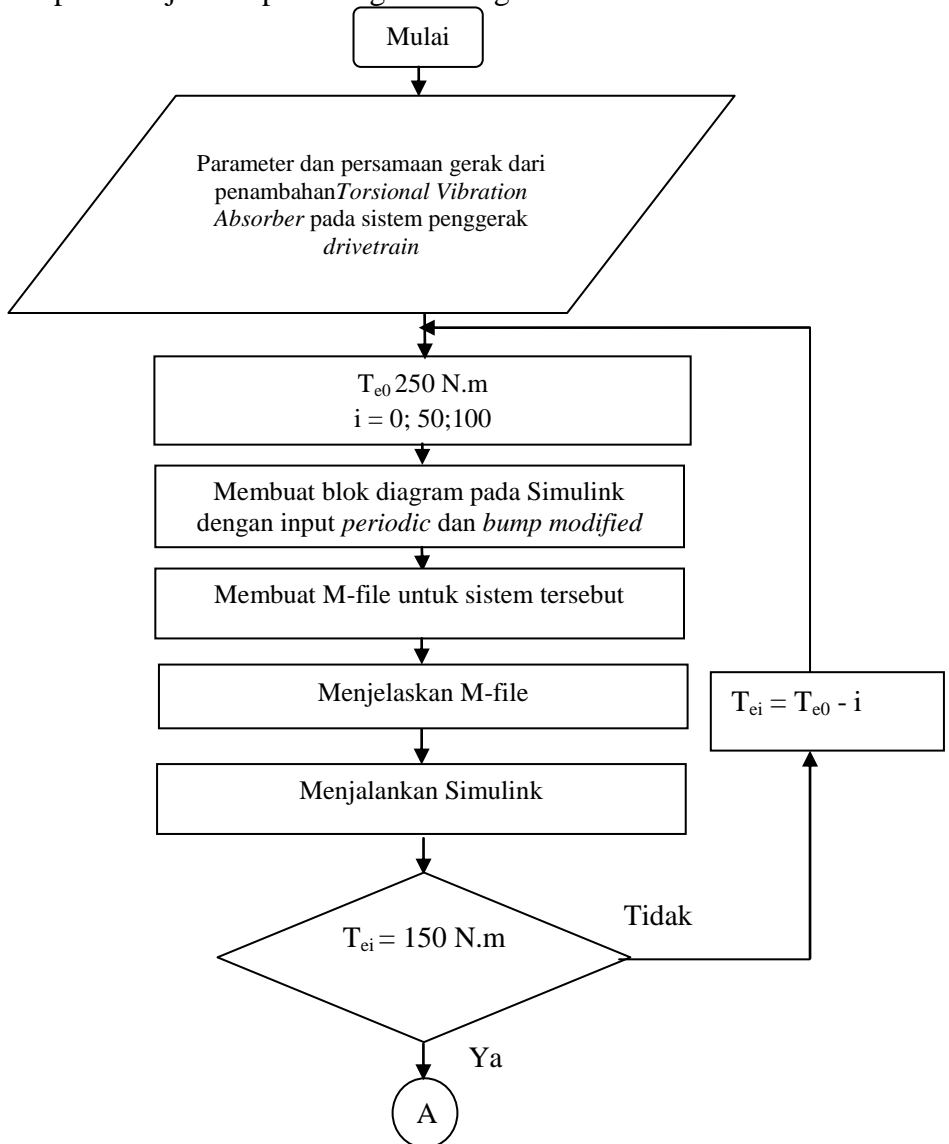 Mulai
Parameter dan persamaan gerak dari
penambahanTorsional Vibration
Absorber pada sistem penggerak
drivetrain
Te0 250 N.m
i = 0; 50;100
Membuat blok diagram pada Simulink
dengan input periodic dan bump modified
Membuat M-file untuk sistem tersebut
Menjelaskan M-file
Tei = Te0 - i
Menjalankan Simulink
Tei = 150 N.m
Tidak
Ya
A